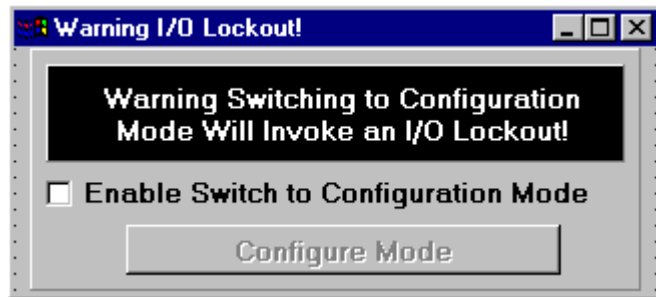 Warning I/O Lockout!
Warning Switching to Configuration
Mode Will Invoke an I/O Lockout!
Enable Switch to Configuration Mode
Configure Mode